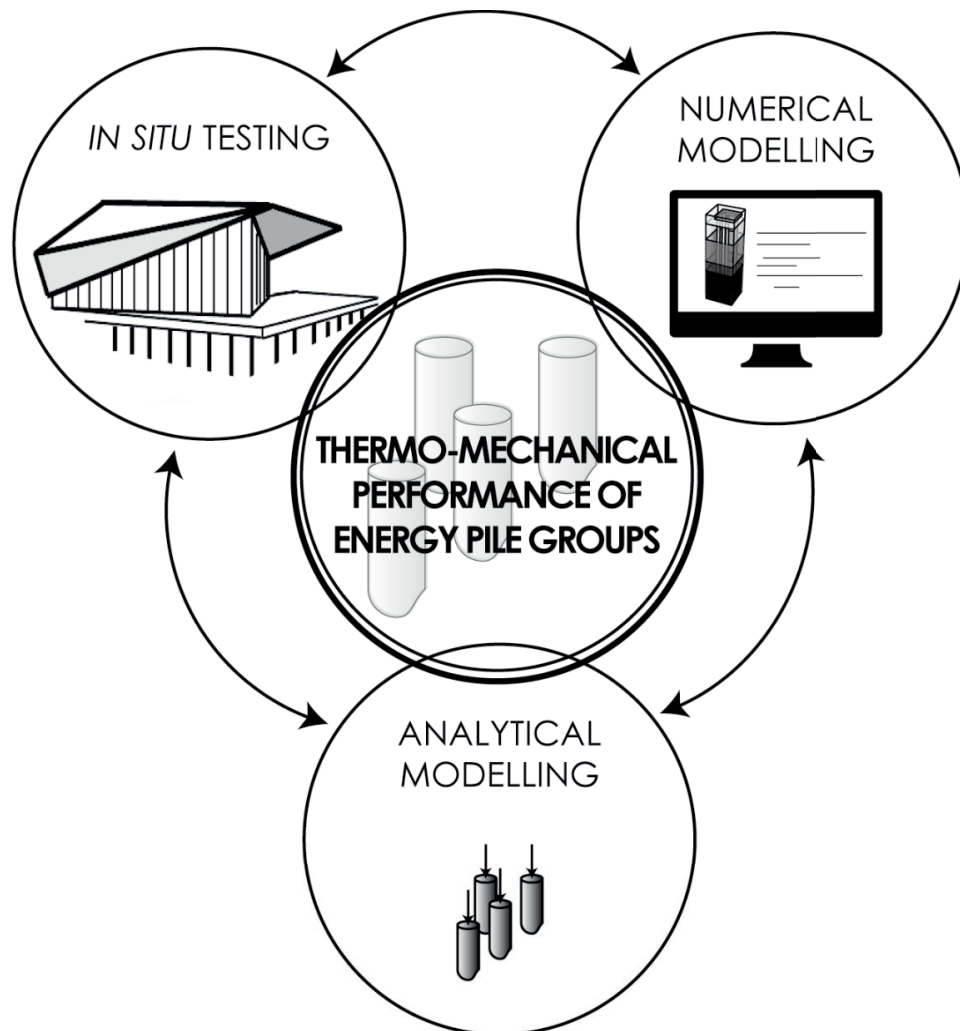 IN SITU TESTING
NUMERICAL
MODELLING
THERMO-MECHANICAL
PERFORMANCE OF
ENERGY PILE GROUPS
ANALYTICAL
MODELLING